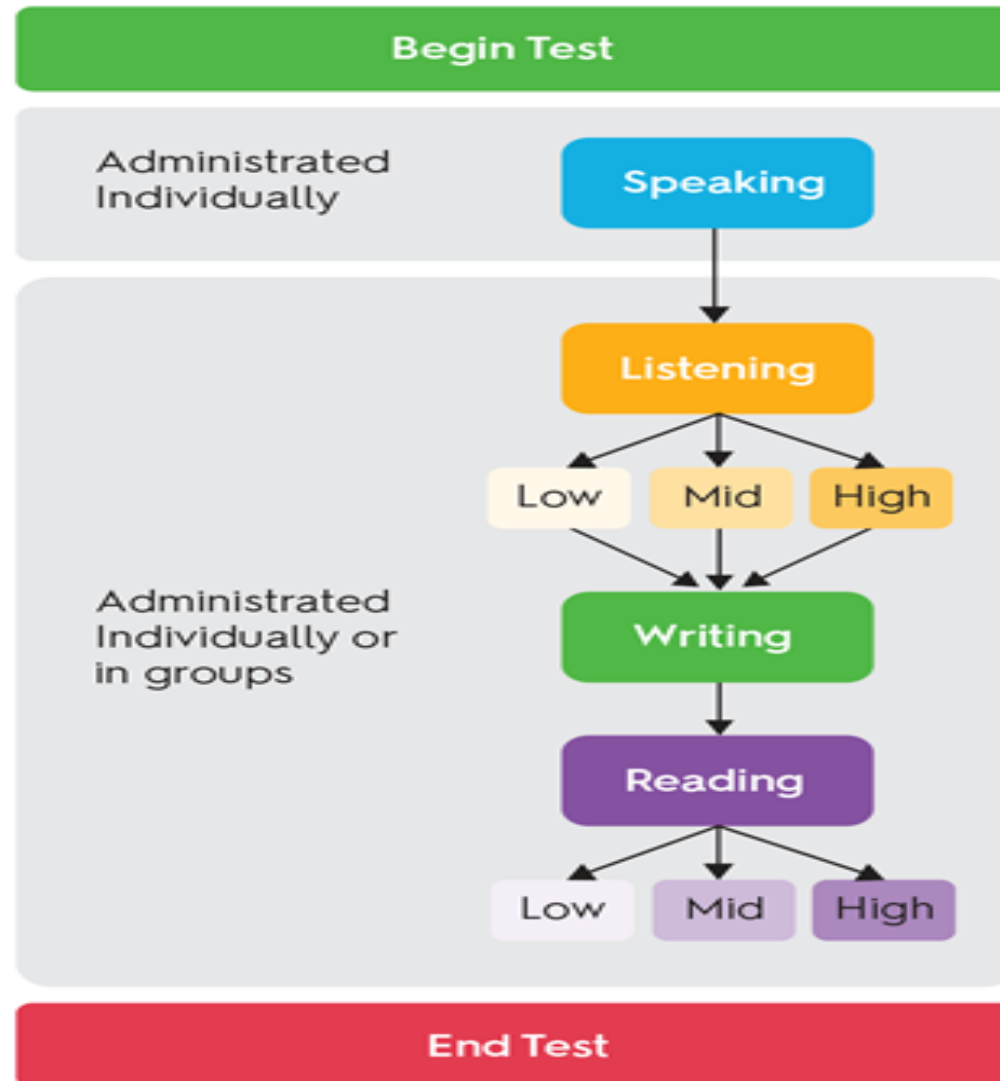 Begin Test
Administrated
Individually
Speaking
Listening
Low Mid High
Administrated
Individually or
in groups
Writing
Reading
Low Mid High
End Test